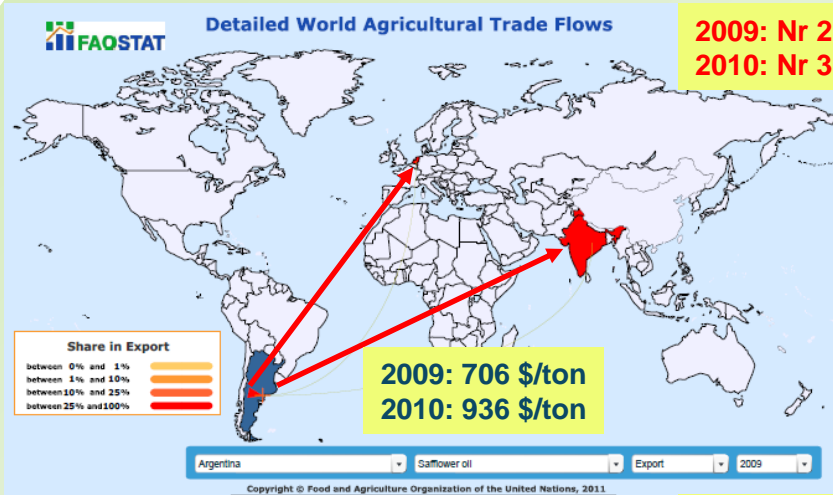 FAOSTAT
Detailed World Agricultural Trade Flows
2009: Nr 2
2010: Nr 3
Share in Export
between 0% and 1%
between 1% and 10%
between 10% and 25%
between 25% and 100%
2009: 706 $/ton
2010: 936 $/ton
Argentina Safflower oil Export 2009
Copyright © Food and Agriculture Organization of the United Nations, 2011